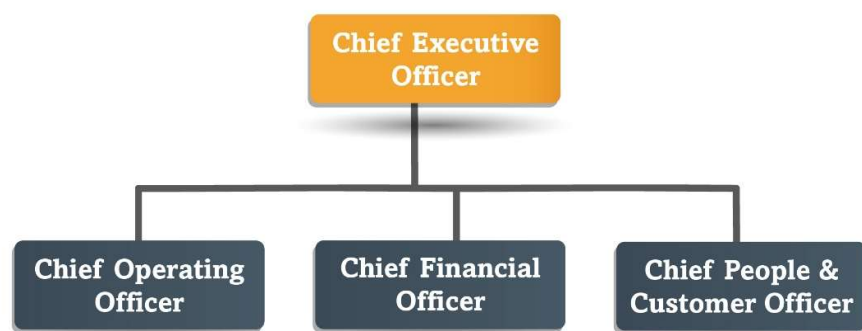 Chief Executive
Officer
Chief Operating
Officer
Chief Financial
Officer
Chief People &
Customer Officer